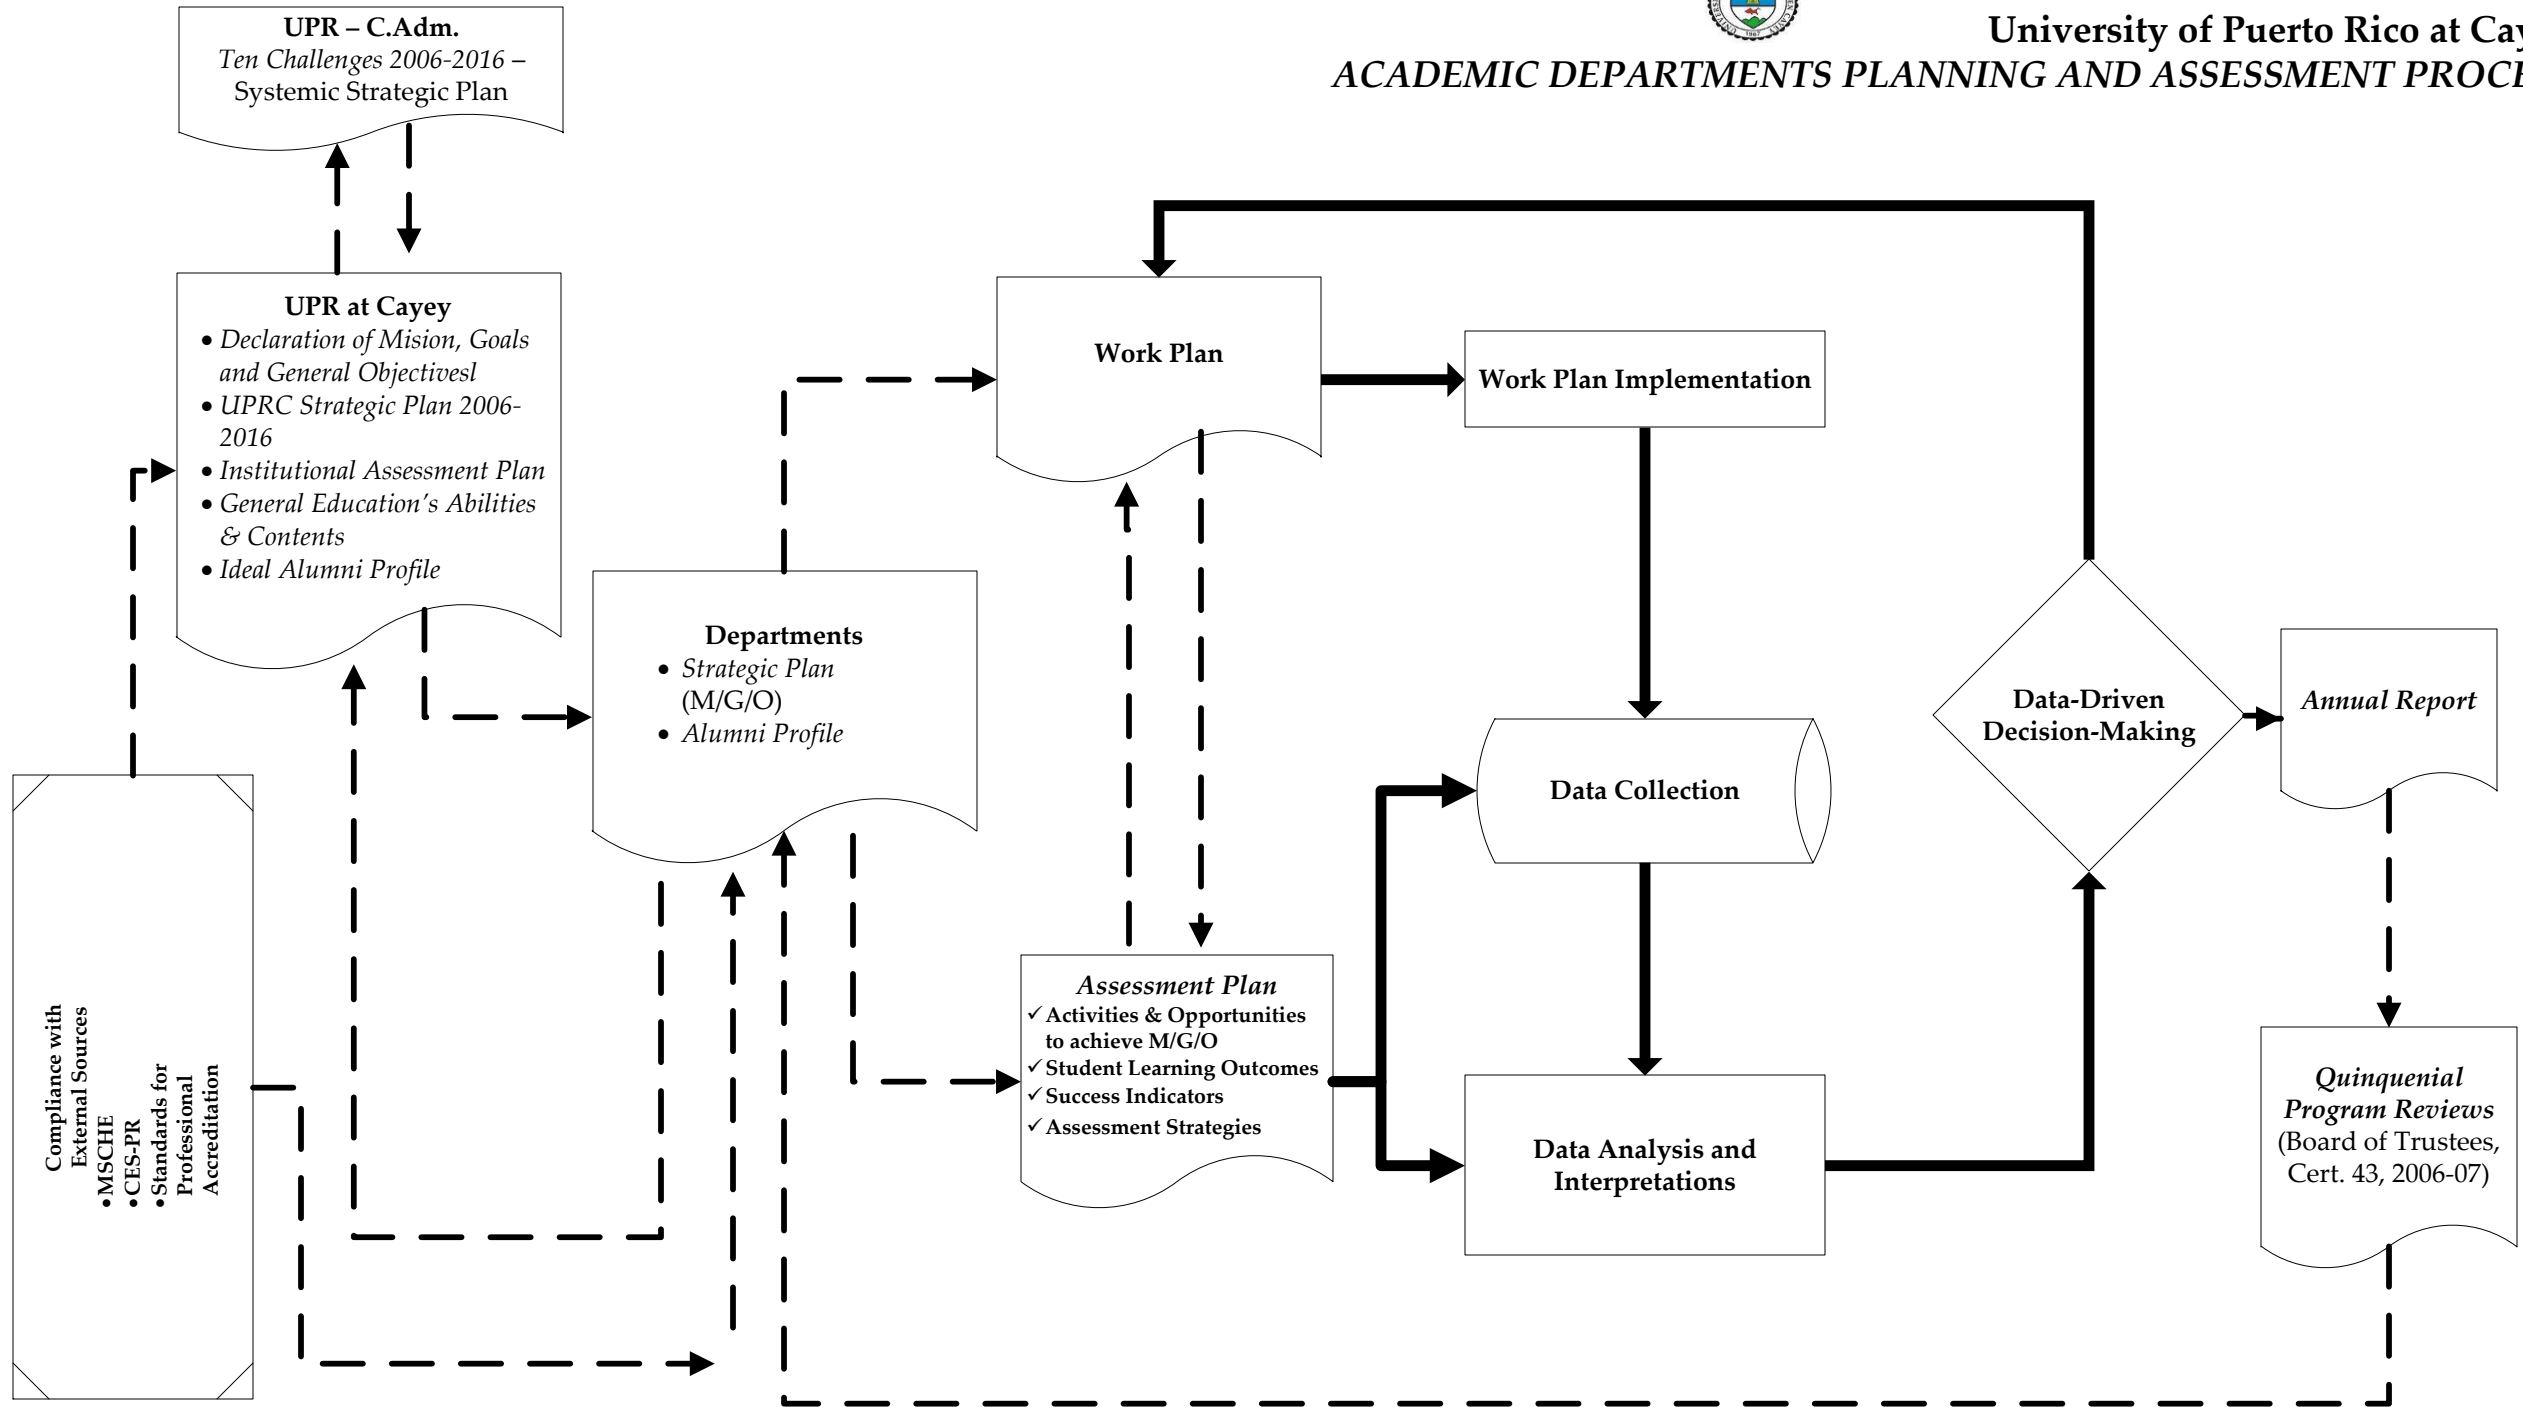 UPR – C.Adm.
Ten Challenges 2006-2016 –
Systemic Strategic Plan
University of Puerto Rico at Cay
ACADEMIC DEPARTMENTS PLANNING AND ASSESSMENT PROCE
UPR at Cayey
• Declaration of Mision, Goals
and General Objectivesl
• UPRC Strategic Plan 2006-
2016
• Institutional Assessment Plan
• General Education’s Abilities
& Contents
• Ideal Alumni Profile
Work Plan
Work Plan Implementation
Departments
• Strategic Plan
(M/G/O)
• Alumni Profile
Data Collection
Data-Driven
Decision-Making
Annual Report
Compliance with
External Sources
•MSCHE
•CES-PR
•Standards for
Professional
Accreditation
Assessment Plan
✓Activities & Opportunities
to achieve M/G/O
✓Student Learning Outcomes
✓Success Indicators
✓Assessment Strategies
Data Analysis and
Interpretations
Quinquenial
Program Reviews
(Board of Trustees,
Cert. 43, 2006-07)